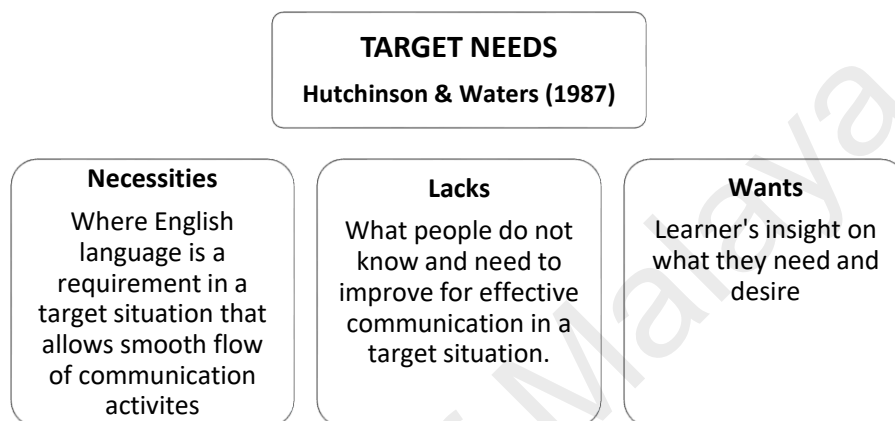 TARGET NEEDS
Hutchinson & Waters (1987)
Necessities
Where English
language is a
requirement in a
target situation that
allows smooth flow
of communication
activites
Lacks
What people do not
know and need to
improve for effective
communication in a
target situation.
Wants
Learner's insight on
what they need and
desire
Malaya